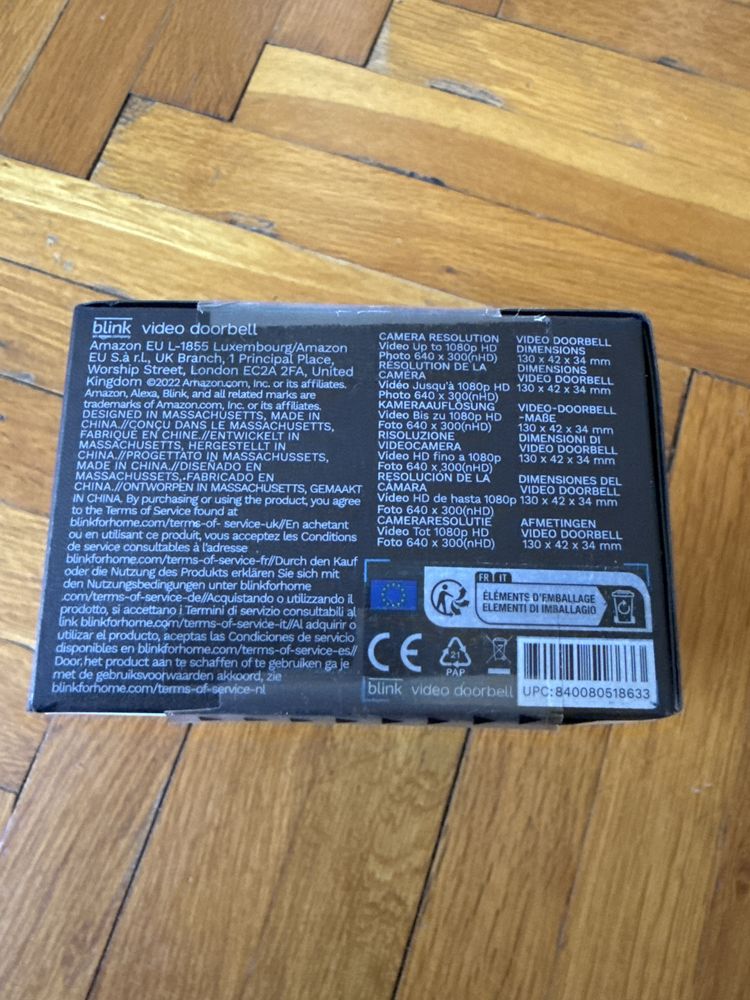 blink video doorbell
Amazon EU L-1855 Luxembourg/Amazon
EU S.à r.l., UK Branch, 1 Principal Place,
Worship Street, London EC2A 2FA, United
Kingdom ©2022 Amazon.com, Inc. or its affiliates.
Amazon, Alexa, Blink, and all related marks are
trademarks of Amazon.com, Inc. or its affiliates.
DESIGNED IN MASSACHUSETTS, MADE IN
CHINA.//CONÇU DANS LE MASSACHUSETTS,
FABRIQUÉ EN CHINE.//ENTWICKELT IN
MASSACHUSETTS, HERGESTELLT IN
CHINA.//PROGETTATO IN MASSACHUSSETS,
MADE IN CHINA.//DISEÑADO EN
MASSACHUSSETS, FABRICADO EN
CHINA.//ONTWORPEN IN MASSACHUSETTS, GEMAAKT
IN CHINA. By purchasing or using the product, you agree
to the Terms of Service found at
blinkforhome.com/terms-of- service-uk//En achetant
ou en utilisant ce produit, vous acceptez les Conditions
de service consultables à l'adresse
blinkforhome.com/terms-of-service-fr//Durch den Kauf
oder die Nutzung des Produkts erklären Sie sich mit
den Nutzungsbedingungen unter blinkforhome
.com/terms-of-service-de//Acquistando o utilizzando il
prodotto, si accettano i Termini di servizio consultabili al
link blinkforhome.com/terms-of-service-it//Al adquirir o
utilizar el producto, aceptas las Condiciones de servicio
disponibles en blinkforhome.com/terms-of-service-es//
Door het product aan te schaffen of te gebruiken ga je
met de gebruiksvoorwaarden akkoord, zie
blinkforhome.com/terms-of-service-nl
CAMERA RESOLUTION
Video Up to 1080p HD
Photo 640 x 300(nHD)
RÉSOLUTION DE LA
CAMÉRA
Vidéo Jusqu'à 1080p HD
Photo 640 x 300(nHD)
KAMERAAUFLÖSUNG
Video Bis zu 1080p HD
Foto 640 x 300(nHD)
RISOLUZIONE
VIDEOCAMERA
Video HD fino a 1080p
Foto 640 x 300(nHD)
RESOLUCIÓN DE LA
CÁMARA
Vídeo HD de hasta 1080p
Foto 640 x 300(nHD)
CAMERARESOLUTIE
Video Tot 1080p HD
Foto 640 x 300(nHD)
VIDEO DOORBELL
DIMENSIONS
130 x 42 x 34 mm
DIMENSIONS
VIDEO DOORBELL
130 x 42 x 34 mm
VIDEO-DOORBELL
-MAßE
130 x 42 x 34 mm
DIMENSIONI DI
VIDEO DOORBELL
130 x 42 x 34 mm
DIMENSIONES DEL
VIDEO DOORBELL
130 x 42 x 34 mm
AFMETINGEN
VIDEO DOORBELL
130 x 42 x 34 mm
FR IT
ÉLÉMENTS D'EMBALLAGE
ELEMENTI DI IMBALLAGIO
CE
21
PAP
blink video doorbell
UPC:840080518633